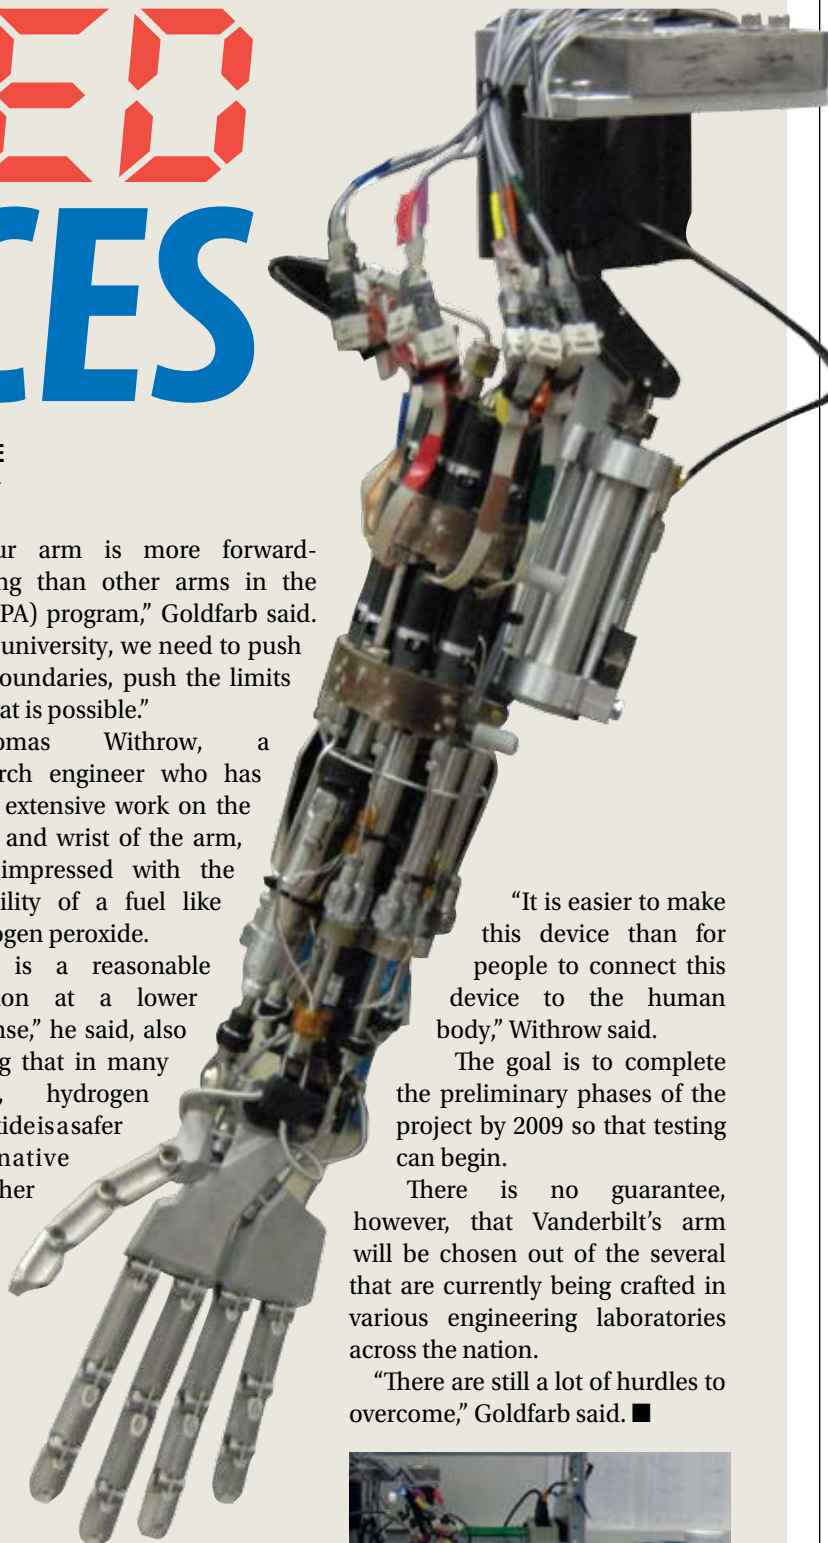 ED
CES
E
ur arm is more forward-
ng than other arms in the
PA) program,” Goldfarb said.
university, we need to push
oundaries, push the limits
at is possible.”
omas Withrow, a
rch engineer who has
extensive work on the
and wrist of the arm,
impressed with the
ility of a fuel like
ogen peroxide.
is a reasonable
ion at a lower
nse,” he said, also
g that in many
, hydrogen
xide is a safer
native
her
“It is easier to make
this device than for
people to connect this
device to the human
body,” Withrow said.
The goal is to complete
the preliminary phases of the
project by 2009 so that testing
can begin.
There is no guarantee,
however, that Vanderbilt’s arm
will be chosen out of the several
that are currently being crafted in
various engineering laboratories
across the nation.
“There are still a lot of hurdles to
overcome,” Goldfarb said. ■